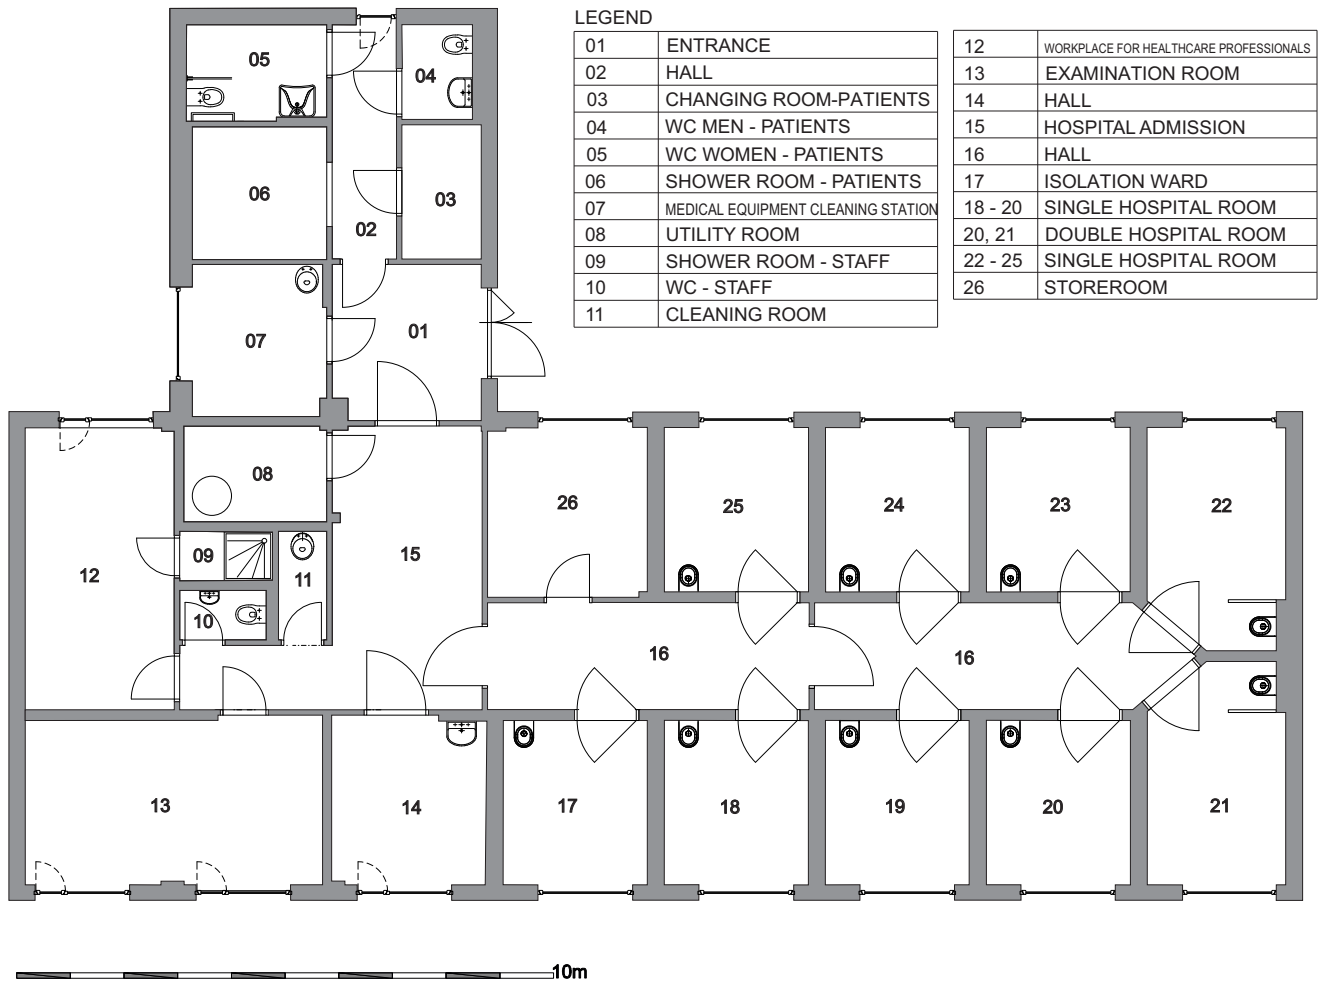 LEGEND
01 ENTRANCE
02 HALL
03 CHANGING ROOM-PATIENTS
04 WC MEN - PATIENTS
05 WC WOMEN - PATIENTS
06 SHOWER ROOM - PATIENTS
07 MEDICAL EQUIPMENT CLEANING STATION
08 UTILITY ROOM
09 SHOWER ROOM - STAFF
10 WC - STAFF
11 CLEANING ROOM
12 WORKPLACE FOR HEALTHCARE PROFESSIONALS
13 EXAMINATION ROOM
14 HALL
15 HOSPITAL ADMISSION
16 HALL
17 ISOLATION WARD
18 - 20 SINGLE HOSPITAL ROOM
20, 21 DOUBLE HOSPITAL ROOM
22 - 25 SINGLE HOSPITAL ROOM
26 STOREROOM
05
04
06
03
02
07
01
08
26
25
24
23
22
09
15
12
11
10
16
16
13
14
17
18
19
20
21
10m